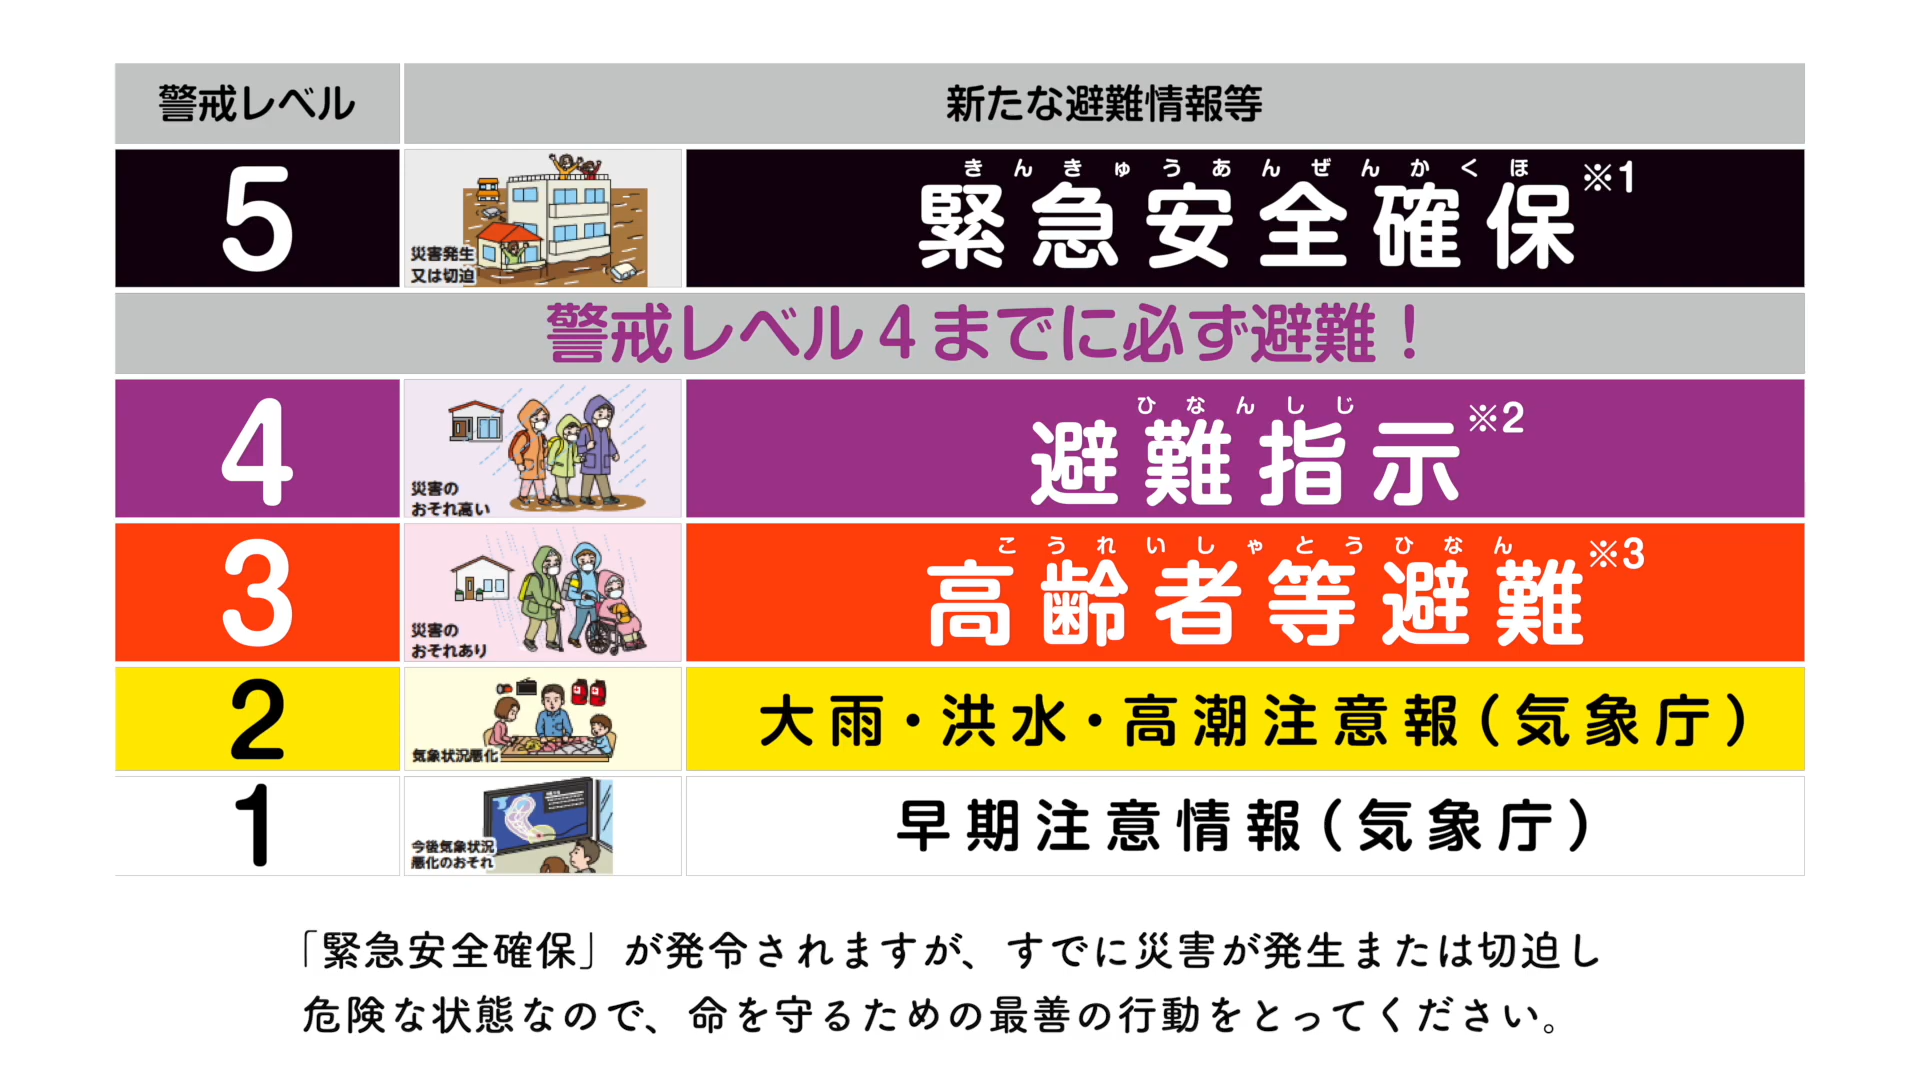 警戒レベル
新たな避難情報等
5
災害発生
又は切迫
きんきゅうあんぜんかくほ
緊急安全確保※1
警戒レベル4までに必ず避難！
4
災害の
おそれ高い
ひなんしじ
避難指示※2
3
災害の
おそれあり
こうれいしゃとうひなん
高齢者等避難※3
2
気象状況悪化
大雨・洪水・高潮注意報（気象庁）
1
今後気象状況
悪化のおそれ
早期注意情報（気象庁）
「緊急安全確保」が発令されますが、すでに災害が発生または切迫し
危険な状態なので、命を守るための最善の行動をとってください。